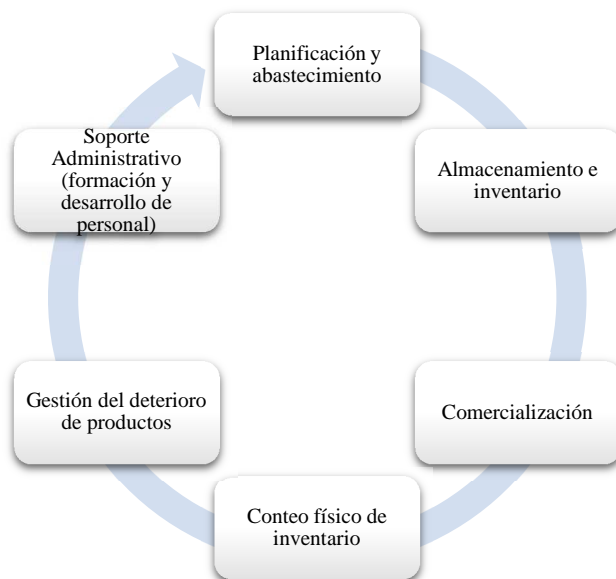 Planificación y
abastecimiento
Almacenamiento e
inventario
Comercialización
Conteo físico de
inventario
Gestión del deterioro
de productos
Soporte
Administrativo
(formación y
desarrollo de
personal)